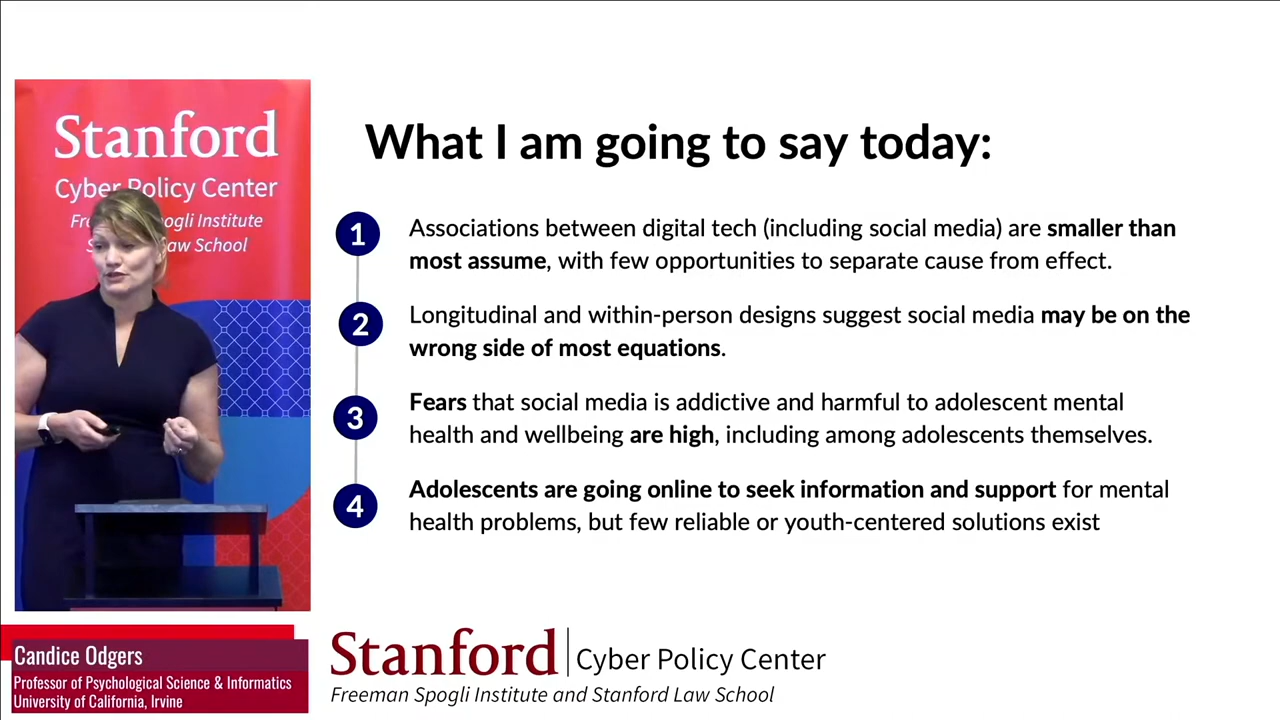 Stanford
Cyber Policy Center
ogli Institute
aw School
What I am going to say today:
1
Associations between digital tech (including social media) are smaller than
most assume, with few opportunities to separate cause from effect.
2
Longitudinal and within-person designs suggest social media may be on the
wrong side of most equations.
3
Fears that social media is addictive and harmful to adolescent mental
health and wellbeing are high, including among adolescents themselves.
4
Adolescents are going online to seek information and support for mental
health problems, but few reliable or youth-centered solutions exist
Candice Odgers
Professor of Psychological Science & Informatics
University of California, Irvine
Stanford | Cyber Policy Center
Freeman Spogli Institute and Stanford Law School